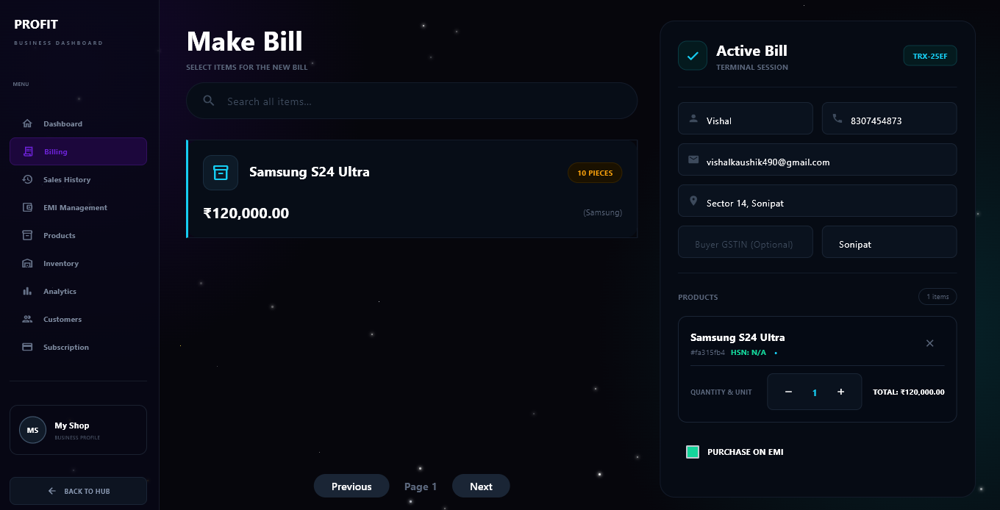 PROFIT
BUSINESS DASHBOARD
MENU
Dashboard
Billing
Sales History
EMI Management
Products
Inventory
Analytics
Customers
Subscription
MS
My Shop
BUSINESS PROFILE
BACK TO HUB
Make Bill
SELECT ITEMS FOR THE NEW BILL
Search all items...
Samsung S24 Ultra
10 PIECES
₹120,000.00
(Samsung)
Previous
Page 1
Next
Active Bill
TERMINAL SESSION
TRX-25EF
Vishal
8307454873
vishalkaushik490@gmail.com
Sector 14, Sonipat
Buyer GSTIN (Optional)
Sonipat
PRODUCTS
1 items
Samsung S24 Ultra
#fa315fb4 HSN: N/A •
QUANTITY & UNIT
− 1 +
TOTAL: ₹120,000.00
PURCHASE ON EMI